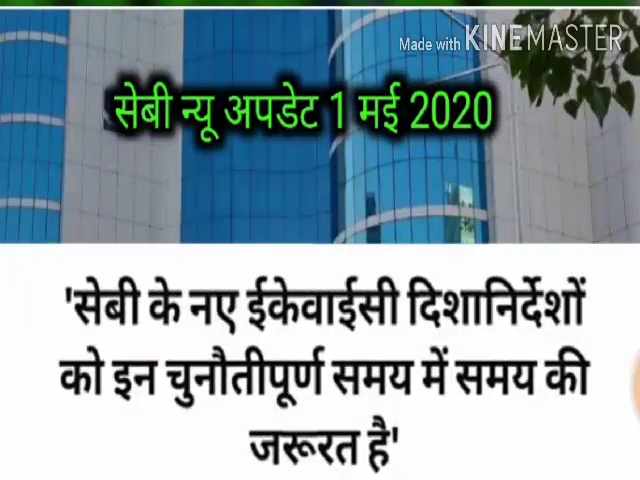 Made with KINEMASTER
सेबी न्यू अपडेट 1 मई 2020
'सेबी के नए ईकेवाईसी दिशानिर्देशों
को इन चुनौतीपूर्ण समय में समय की
जरूरत है'